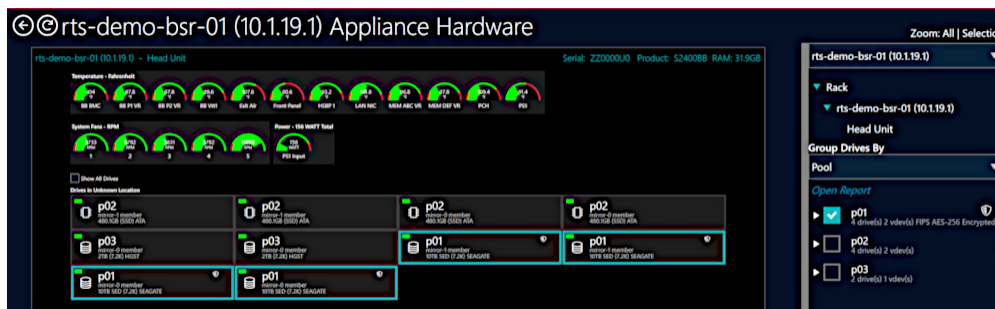 rts-demo-bsr-01 (10.1.19.1) Appliance Hardware
Zoom: All | Selectio
rts-demo-bsr-01 (10.1.19.1) - Head Unit
Serial: ZZ0000U0 Product: S2400BB RAM: 31.9GB
Temperature - Fahrenheit
BB BMC BB P1 VR BB P2 VR BB Vtt1 Exit Air Front Panel HSBP 1 LAN NIC MEM ABC VR MEM DEF VR PCH PS1
System Fans - RPM
Power - 156 WATT Total
1 2 3 4 5
156
WATT
PS1 Input
Show All Drives
Drives in Unknown Location
p02
mirror-1 member
480.1GB (SSD) ATA
p02
mirror-1 member
480.1GB (SSD) ATA
p02
mirror-0 member
480.1GB (SSD) ATA
p02
mirror-0 member
480.1GB (SSD) ATA
p03
mirror-0 member
2TB (7.2K) HGST
p03
mirror-0 member
2TB (7.2K) HGST
p01
mirror-1 member
10TB SED (7.2K) SEAGATE
p01
mirror-1 member
10TB SED (7.2K) SEAGATE
p01
mirror-0 member
10TB SED (7.2K) SEAGATE
p01
mirror-0 member
10TB SED (7.2K) SEAGATE
rts-demo-bsr-01 (10.1.19.1)
Rack
rts-demo-bsr-01 (10.1.19.1)
Head Unit
Group Drives By
Pool
Open Report
p01
4 drive(s) 2 vdev(s) FIPS AES-256 Encrypted
p02
4 drive(s) 2 vdev(s)
p03
2 drive(s) 1 vdev(s)